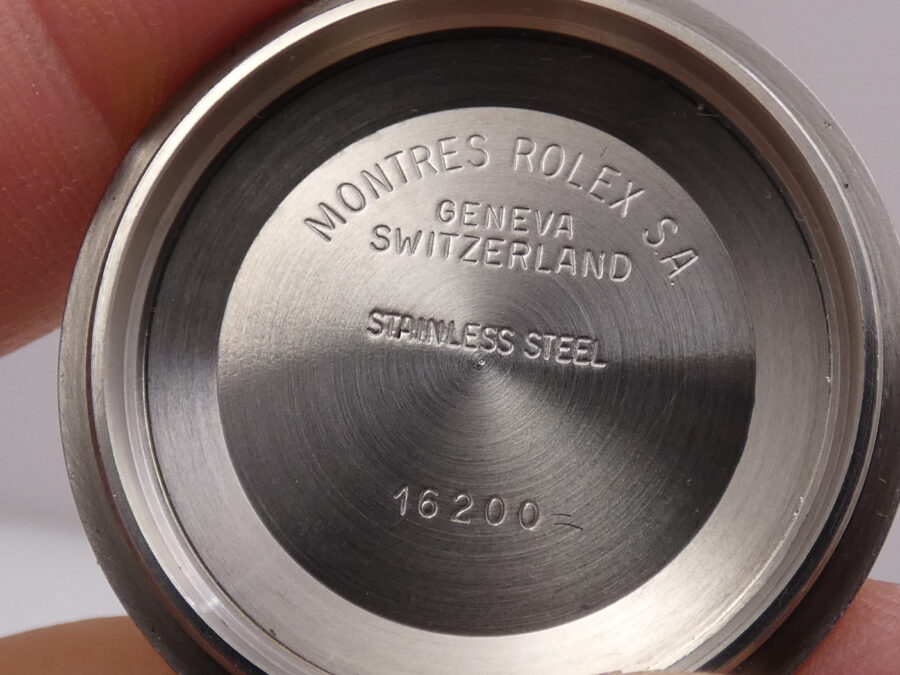 MONTRES ROLEX S.A.
GENEVA
SWITZERLAND
STAINLESS STEEL
16200